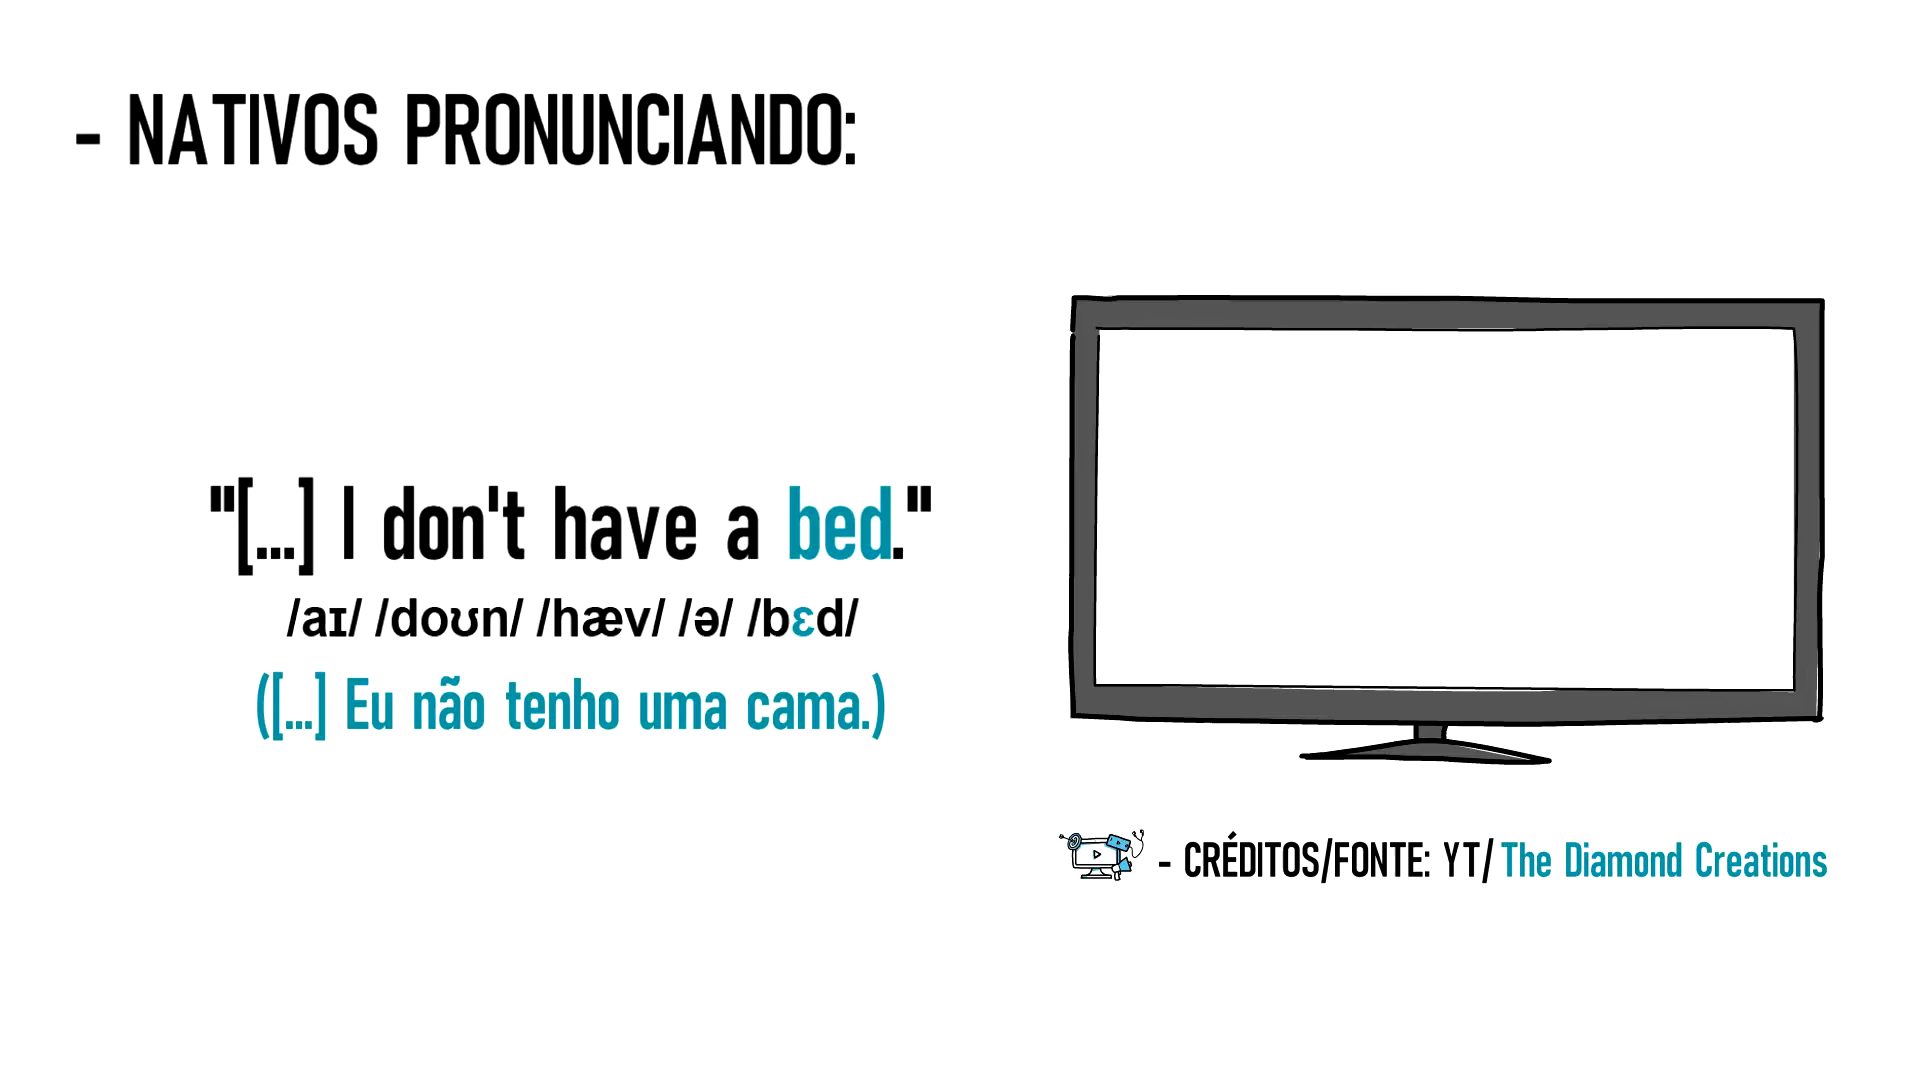 - NATIVOS PRONUNCIANDO:
"[...] I don't have a bed."
/aɪ/ /doʊn/ /hæv/ /ə/ /bɛd/
([...] Eu não tenho uma cama.)
- CRÉDITOS/FONTE: YT/The Diamond Creations